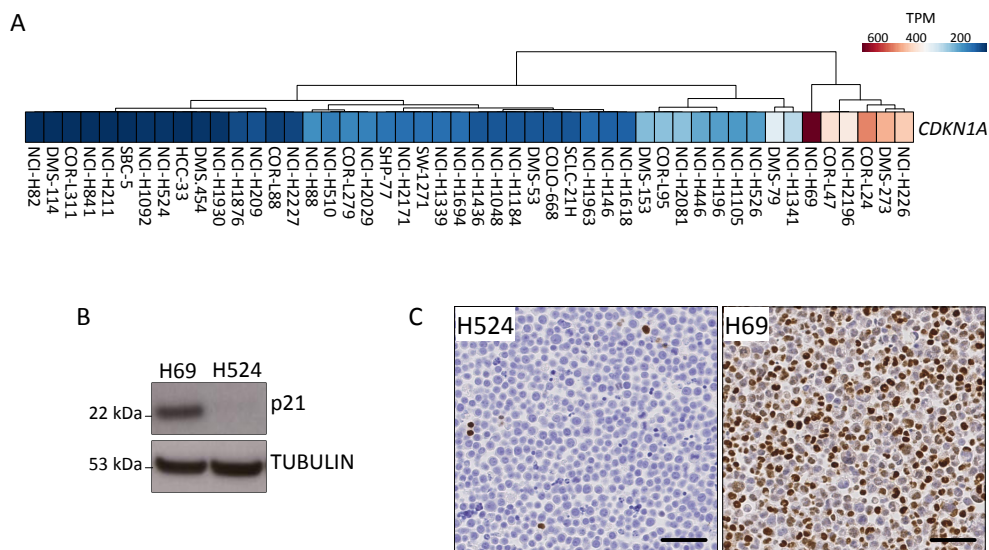 A
TPM
600 400 200
CDKN1A
NCI-H82
DMS-114
COR-L311
NCI-H841
NCI-H211
SBC-5
NCI-H1092
NCI-H524
HCC-33
DMS-454
NCI-H1930
NCI-H1876
NCI-H209
COR-L88
NCI-H2227
NCI-H88
NCI-H510
COR-L279
NCI-H2029
SHP-77
NCI-H2171
SW-1271
NCI-H1339
NCI-H1694
NCI-H1436
NCI-H1048
NCI-H1184
DMS-53
COLO-668
SCLC-21H
NCI-H1963
NCI-H146
NCI-H1618
DMS-153
COR-L95
NCI-H2081
NCI-H446
NCI-H196
NCI-H1105
NCI-H526
DMS-79
NCI-H1341
NCI-H69
COR-L47
NCI-H2196
COR-L24
DMS-273
NCI-H226
B
H69 H524
22 kDa
p21
53 kDa
TUBULIN
C
H524
H69